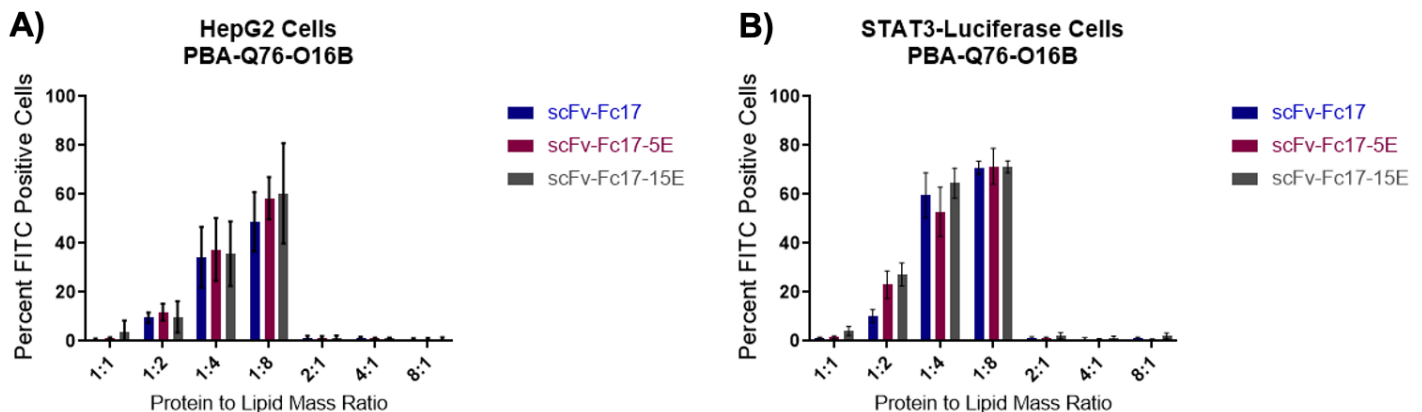 A)
HepG2 Cells
PBA-Q76-O16B
Percent FITC Positive Cells
100
80
60
40
20
0
1:1
1:2
1:4
1:8
2:1
4:1
8:1
Protein to Lipid Mass Ratio
scFv-Fc17
scFv-Fc17-5E
scFv-Fc17-15E
B)
STAT3-Luciferase Cells
PBA-Q76-O16B
Percent FITC Positive Cells
100
80
60
40
20
0
1:1
1:2
1:4
1:8
2:1
4:1
8:1
Protein to Lipid Mass Ratio
scFv-Fc17
scFv-Fc17-5E
scFv-Fc17-15E